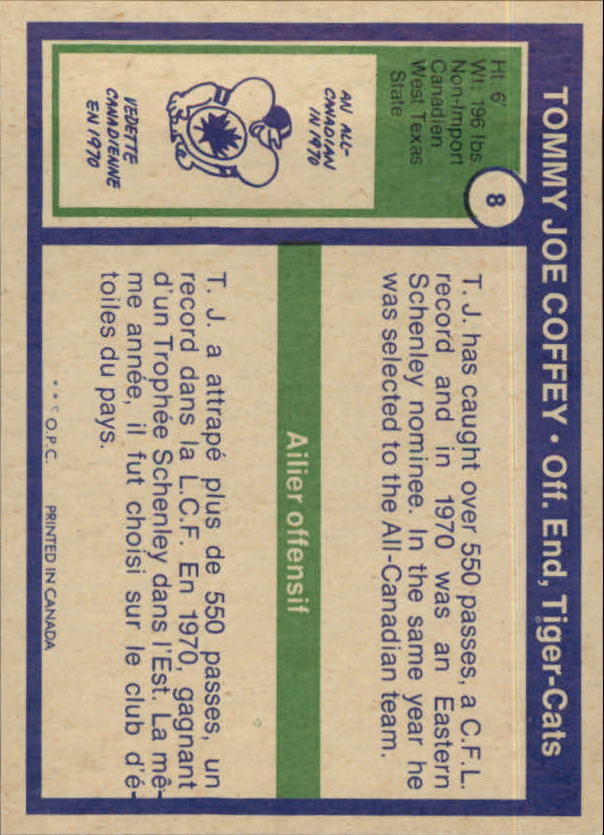 TOMMY JOE COFFEY • Off. End, Tiger-Cats
8
Ht: 6'
Wt: 196 lbs.
Non-Import
Canadien
West Texas
State
AN ALL-
CANADIAN
IN 1970
VEDETTE
CANADIENNE
EN 1970
T. J. has caught over 550 passes, a C.F.L.
record and in 1970 was an Eastern
Schenley nominee. In the same year he
was selected to the All-Canadian team.
Ailier offensif
T. J. a attrapé plus de 550 passes, un
record dans la L.C.F. En 1970, gagnant
d'un Trophée Schenley dans l'Est. La mê-
me année, il fut choisi sur le club d'é-
toiles du pays.
* * © O.P.C. PRINTED IN CANADA